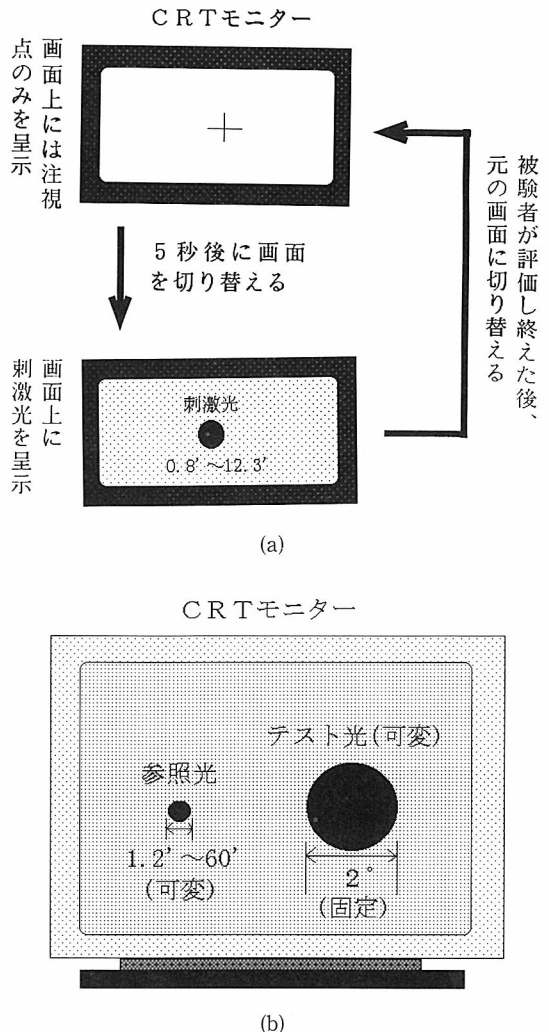 CRTモニター
画面上には注視
点のみを呈示
5秒後に画面
を切り替える
被験者が評価し終えた後、
元の画面に切り替える
画面上に
刺激光を呈示
刺激光
0.8'～12.3'
(a)
CRTモニター
テスト光(可変)
参照光
1.2'～60'
(可変)
2°
(固定)
(b)